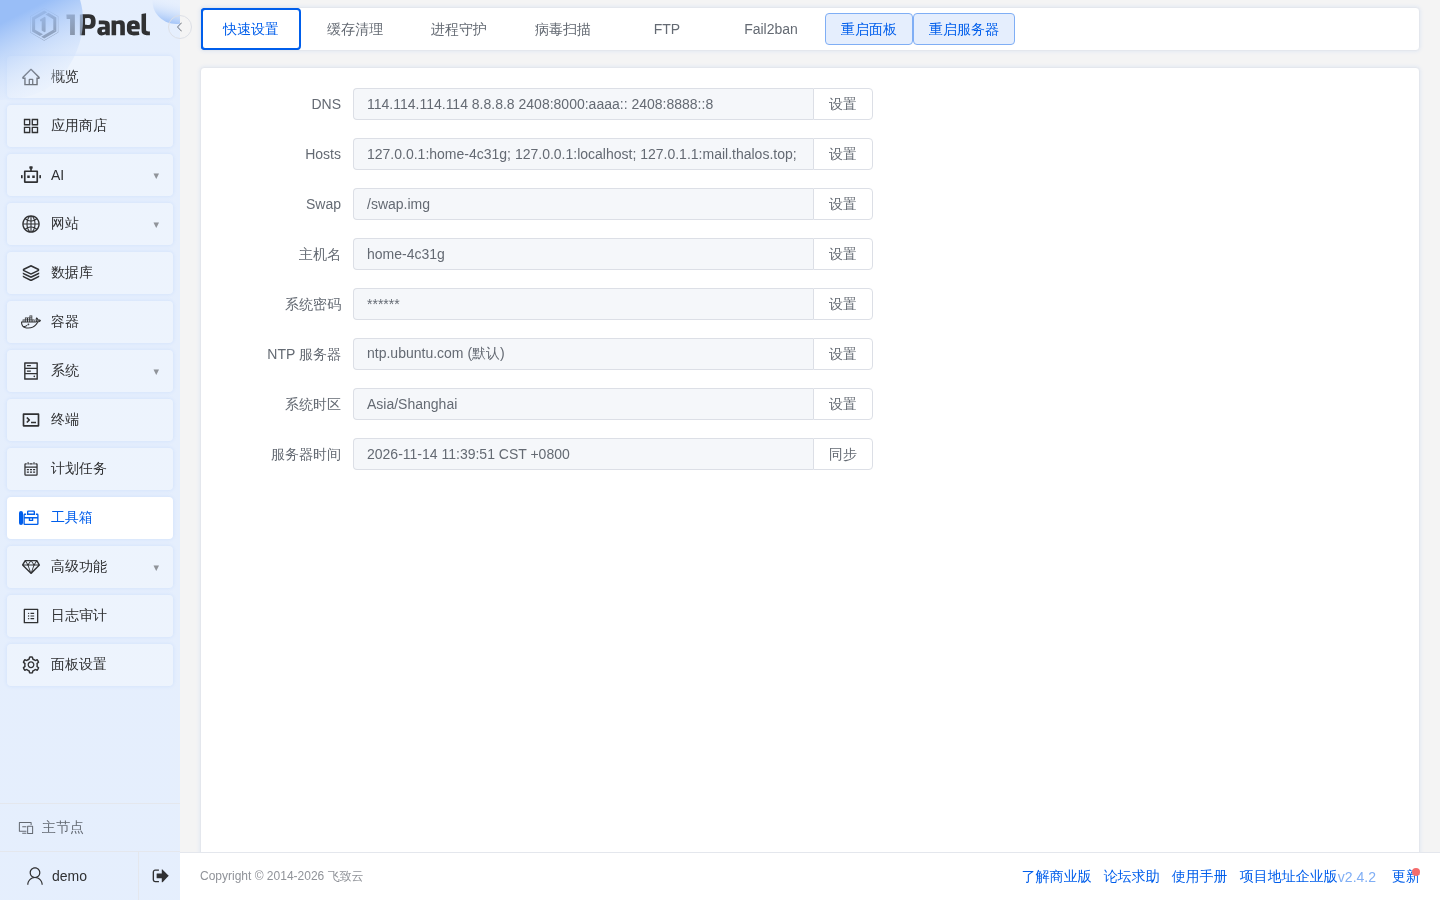 1Panel
快速设置 缓存清理 进程守护 病毒扫描 FTP Fail2ban 重启面板 重启服务器
概览
应用商店
AI
网站
数据库
容器
系统
终端
计划任务
工具箱
高级功能
日志审计
面板设置
主节点
demo
DNS 114.114.114.114 8.8.8.8 2408:8000:aaaa:: 2408:8888::8 设置
Hosts 127.0.0.1:home-4c31g; 127.0.0.1:localhost; 127.0.1.1:mail.thalos.top; 设置
Swap /swap.img 设置
主机名 home-4c31g 设置
系统密码 ****** 设置
NTP 服务器 ntp.ubuntu.com (默认) 设置
系统时区 Asia/Shanghai 设置
服务器时间 2026-11-14 11:39:51 CST +0800 同步
Copyright © 2014-2026 飞致云 了解商业版 论坛求助 使用手册 项目地址企业版v2.4.2 更新